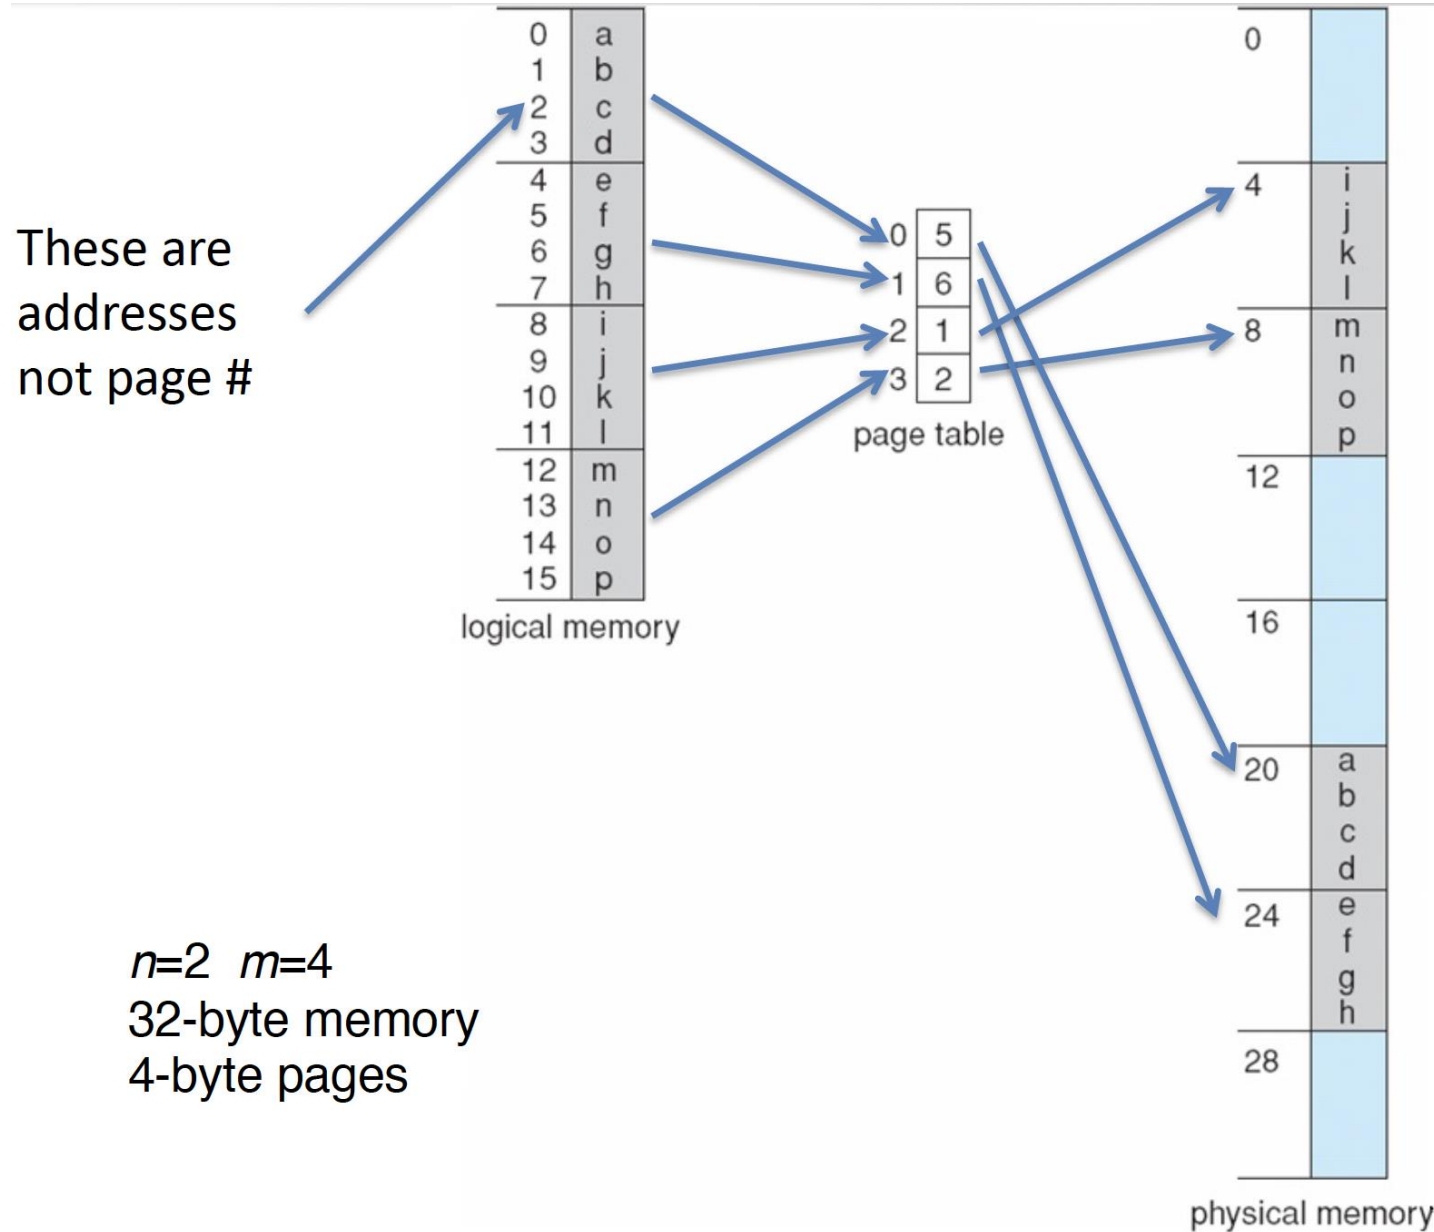 These are
addresses
not page #
0 a
1 b
2 c
3 d
4 e
5 f
6 g
7 h
8 i
9 j
10 k
11 l
12 m
13 n
14 o
15 p
logical memory
0 5
1 6
2 1
3 2
page table
0
4 i
j
k
l
8 m
n
o
p
12
16
20 a
b
c
d
24 e
f
g
h
28
physical memory
n=2 m=4
32-byte memory
4-byte pages